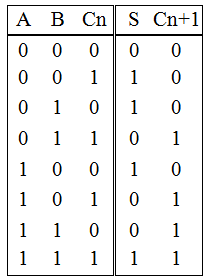 A B Cn S Cn+1
0 0 0 0 0
0 0 1 1 0
0 1 0 1 0
0 1 1 0 1
1 0 0 1 0
1 0 1 0 1
1 1 0 0 1
1 1 1 1 1